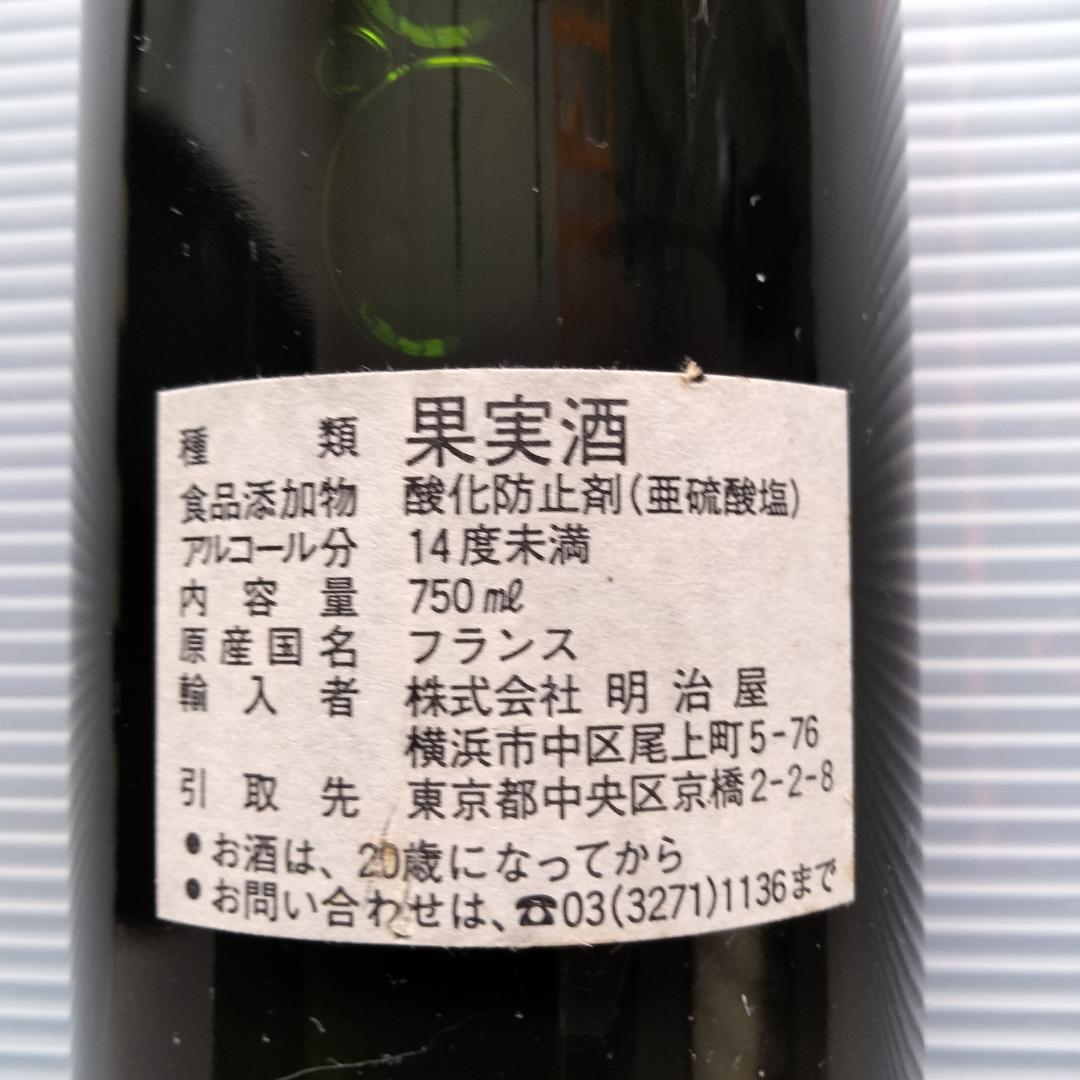 種類 果実酒
食品添加物 酸化防止剤(亜硫酸塩)
アルコール分 14度未満
内容量 750㎖
原産国名 フランス
輸入者 株式会社 明治屋
横浜市中区尾上町5-76
引取先 東京都中央区京橋2-2-8
●お酒は、20歳になってから
●お問い合わせは、☎03(3271)1136まで